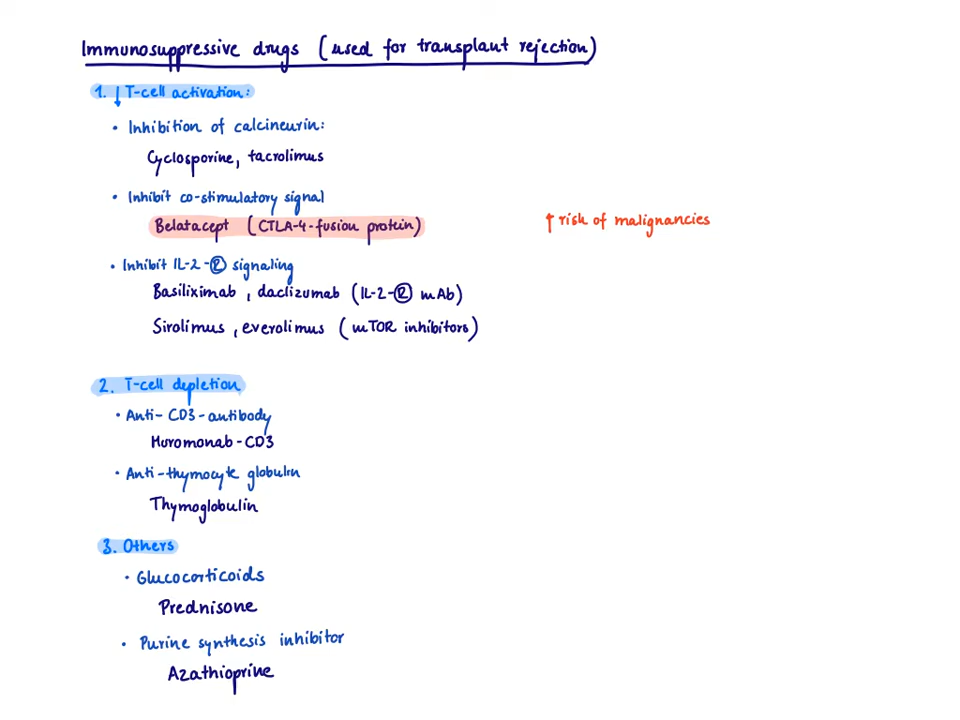 Immunosuppressive drugs (used for transplant rejection)
1. ↓ T-cell activation:
• Inhibition of calcineurin:
Cyclosporine, tacrolimus
• Inhibit co-stimulatory signal
Belatacept (CTLA-4-fusion protein) ↑ risk of malignancies
• Inhibit IL-2-Ⓡ signaling
Basiliximab, daclizumab (IL-2-Ⓡ mAb)
Sirolimus, everolimus (mTOR inhibitors)
2. T-cell depletion
• Anti-CD3-antibody
Muromonab-CD3
• Anti-thymocyte globulin
Thymoglobulin
3. Others
• Glucocorticoids
Prednisone
• Purine synthesis inhibitor
Azathioprine